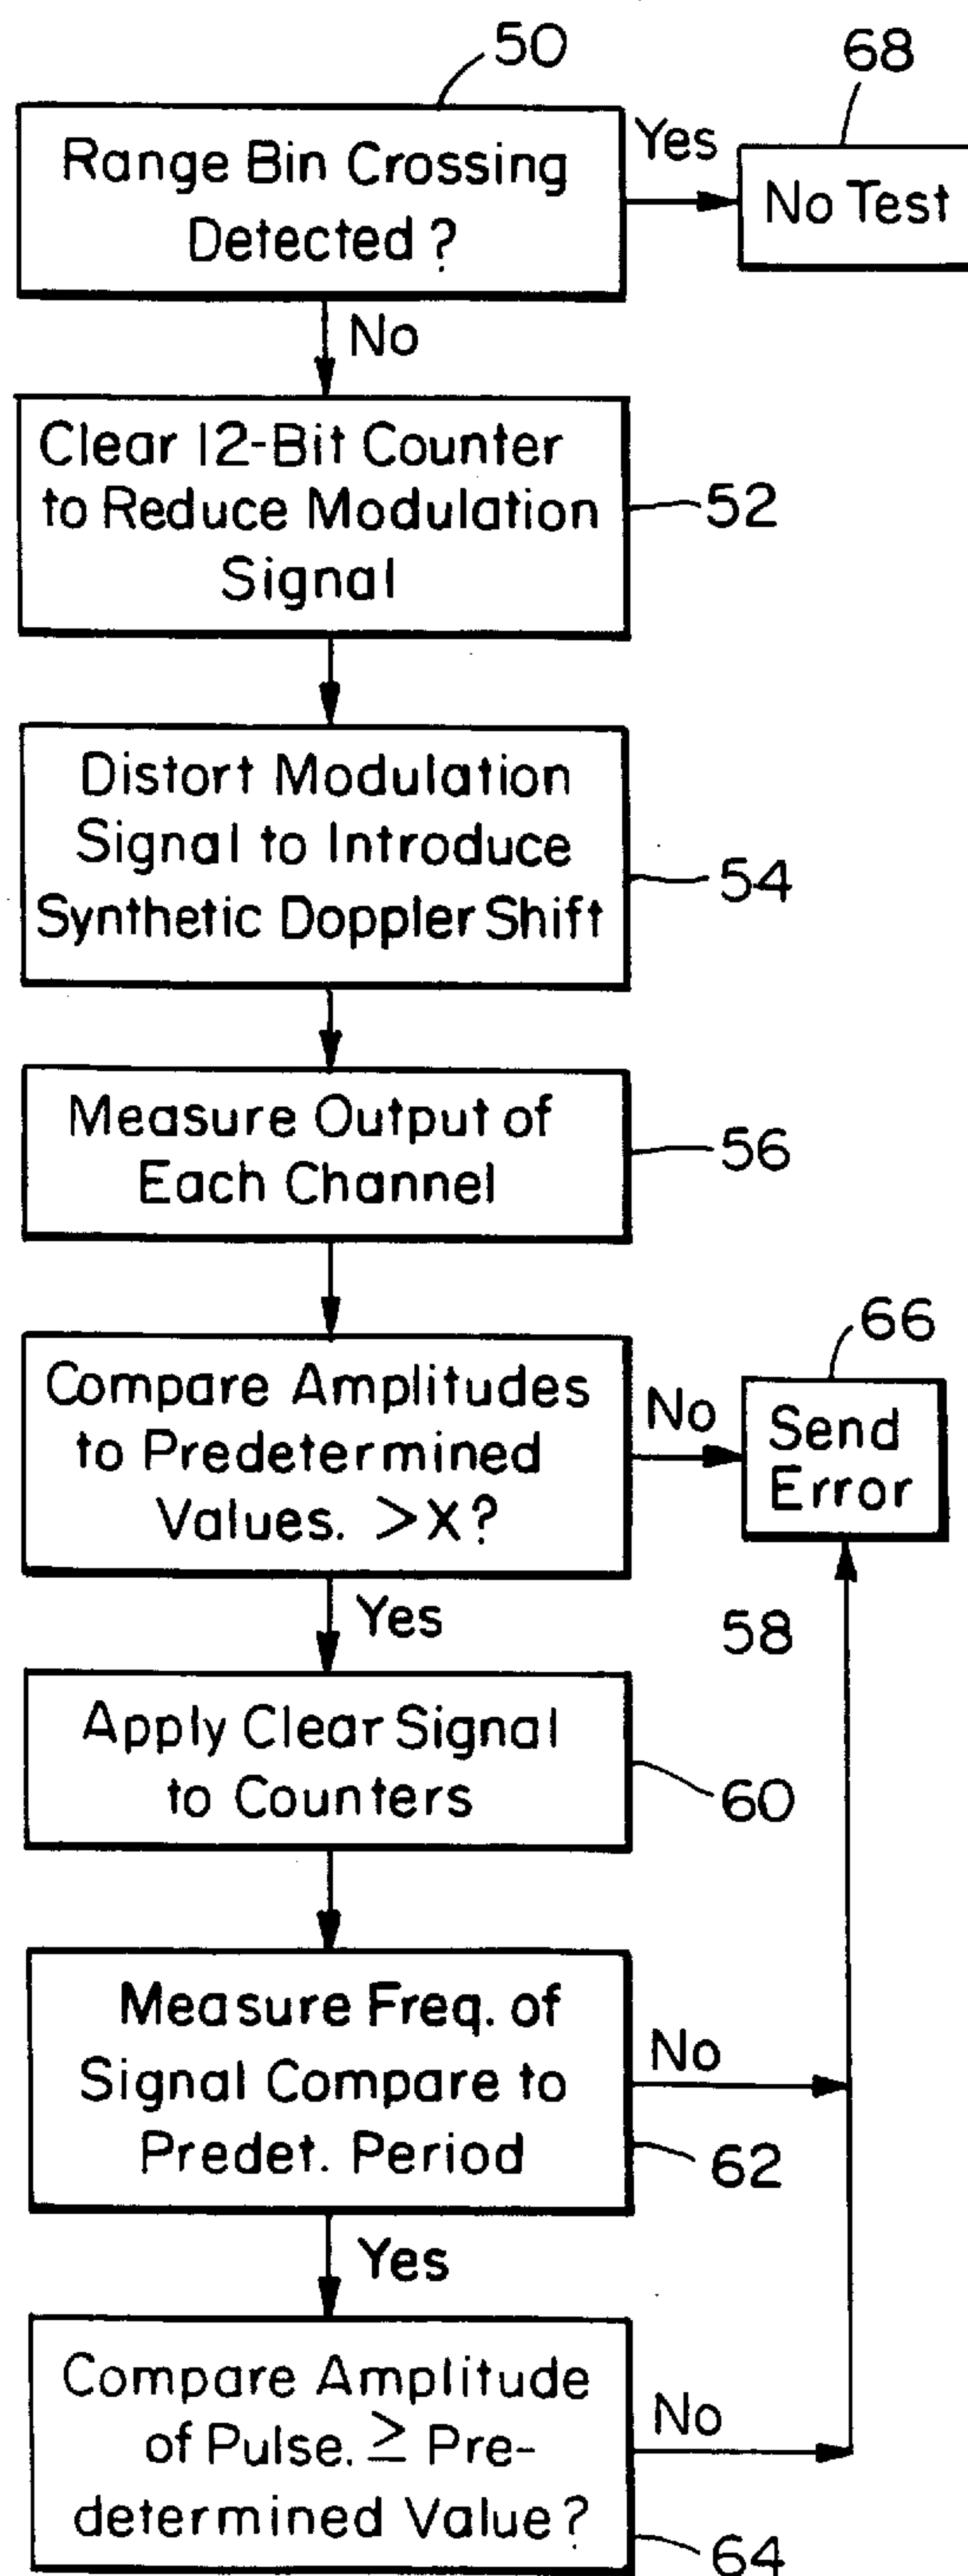 50
68
Range Bin Crossing
Detected ?
Yes
No Test
No
Clear 12-Bit Counter
to Reduce Modulation
Signal
52
Distort Modulation
Signal to Introduce
Synthetic Doppler Shift
54
Measure Output of
Each Channel
56
66
Compare Amplitudes
to Predetermined
Values. >X?
No
Send
Error
Yes
58
Apply Clear Signal
to Counters
60
Measure Freq. of
Signal Compare to
Predet. Period
No
62
Yes
Compare Amplitude
of Pulse. ≥ Pre-
determined Value?
No
64